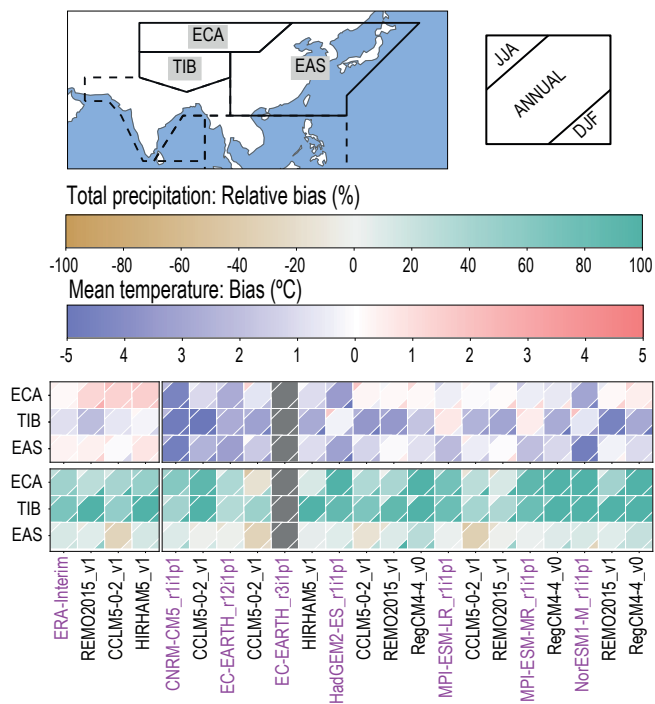 ECA
TIB
EAS
JJA
ANNUAL
DJF
Total precipitation: Relative bias (%)
-100 -80 -60 -40 -20 0 20 40 60 80 100
Mean temperature: Bias (ºC)
-5 4 3 2 1 0 1 2 3 4 5
ECA
TIB
EAS
ECA
TIB
EAS
ERA-Interim
REMO2015_v1
CCLM5-0-2_v1
HIRHAM5_v1
CNRM-CM5_r1i1p1
CCLM5-0-2_v1
EC-EARTH_r12i1p1
CCLM5-0-2_v1
EC-EARTH_r3i1p1
HIRHAM5_v1
HadGEM2-ES_r1i1p1
CCLM5-0-2_v1
REMO2015_v1
RegCM4-4_v0
MPI-ESM-LR_r1i1p1
CCLM5-0-2_v1
REMO2015_v1
MPI-ESM-MR_r1i1p1
RegCM4-4_v0
NorESM1-M_r1i1p1
REMO2015_v1
RegCM4-4_v0